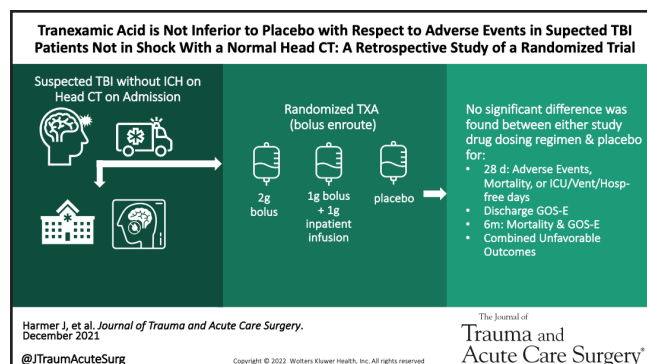 Tranexamic Acid is Not Inferior to Placebo with Respect to Adverse Events in Supected TBI
Patients Not in Shock With a Normal Head CT: A Retrospective Study of a Randomized Trial
Suspected TBI without ICH on
Head CT on Admission
Randomized TXA
(bolus enroute)
2g
bolus
1g bolus
+ 1g
inpatient
infusion
placebo
No significant difference was
found between either study
drug dosing regimen & placebo
for:
• 28 d: Adverse Events,
Mortality, or ICU/Vent/Hosp-
free days
• Discharge GOS-E
• 6m: Mortality & GOS-E
• Combined Unfavorable
Outcomes
Harmer J, et al. Journal of Trauma and Acute Care Surgery.
December 2021
@JTraumAcuteSurg
Copyright © 2022 Wolters Kluwer Health, Inc. All rights reserved
The Journal of
Trauma and
Acute Care Surgery®